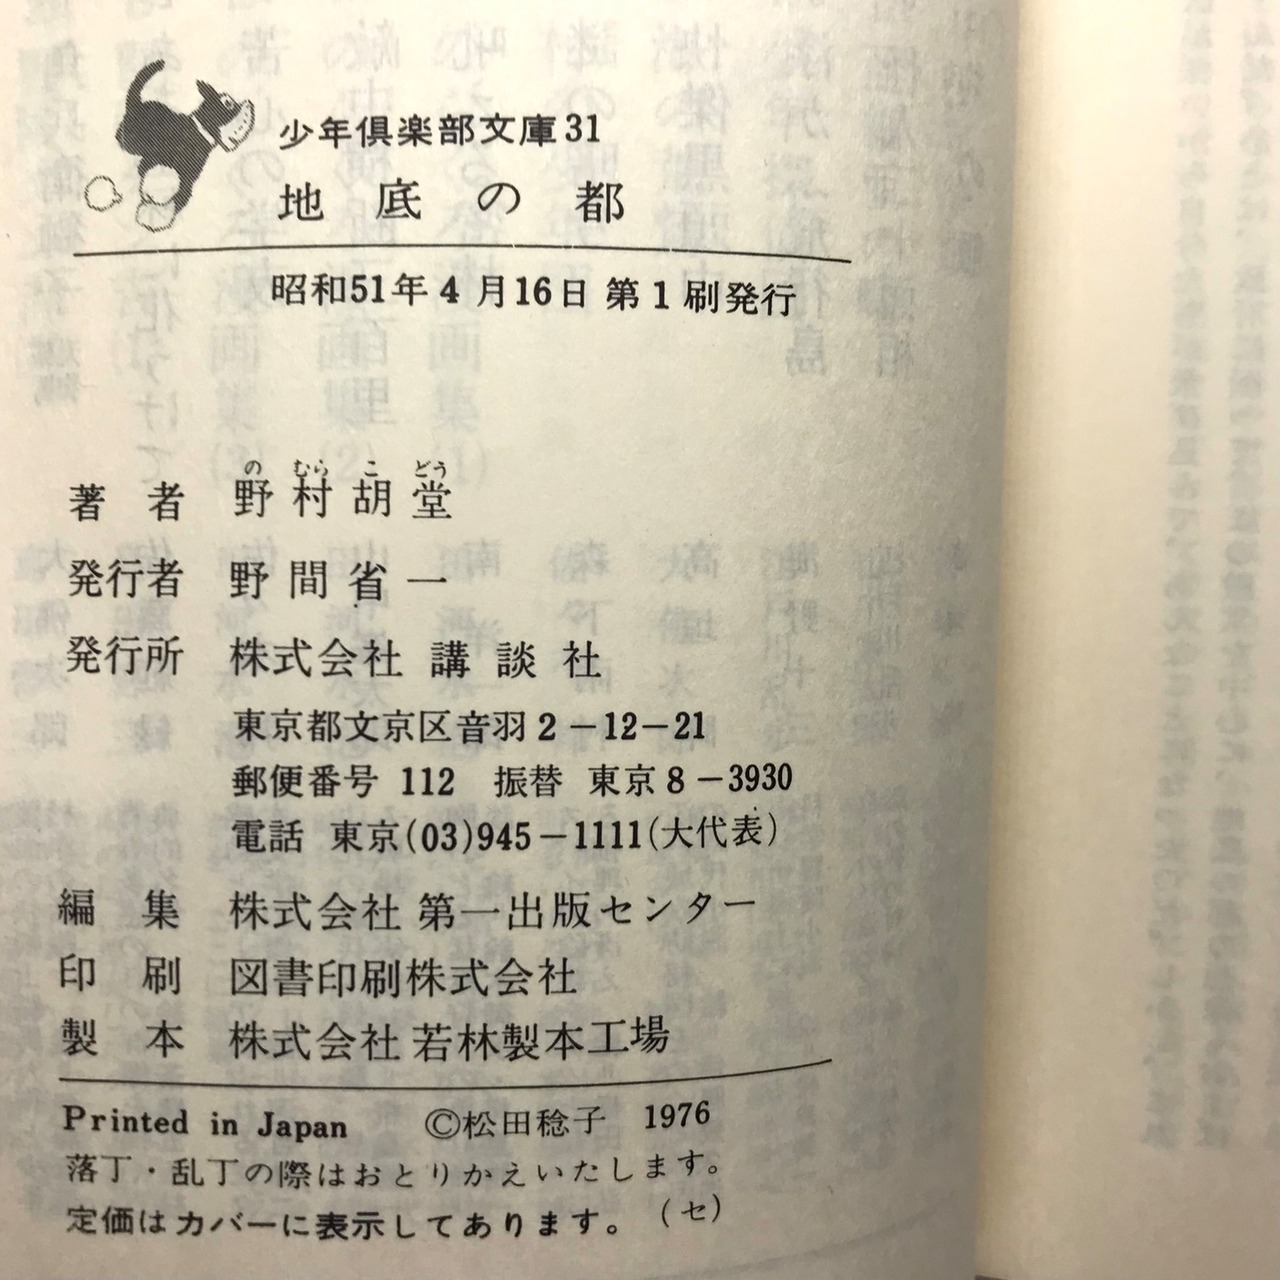 少年倶楽部文庫31
地底の都
昭和51年4月16日 第1刷発行
のむらこどう
著者 野村胡堂
発行者 野間省一
発行所 株式会社 講談社
東京都文京区音羽2-12-21
郵便番号 112 振替 東京8-3930
電話 東京(03)945-1111(大代表)
編集 株式会社 第一出版センター
印刷 図書印刷株式会社
製本 株式会社 若林製本工場
Printed in Japan ©松田稔子 1976
落丁・乱丁の際はおとりかえいたします。
定価はカバーに表示してあります。 (セ)